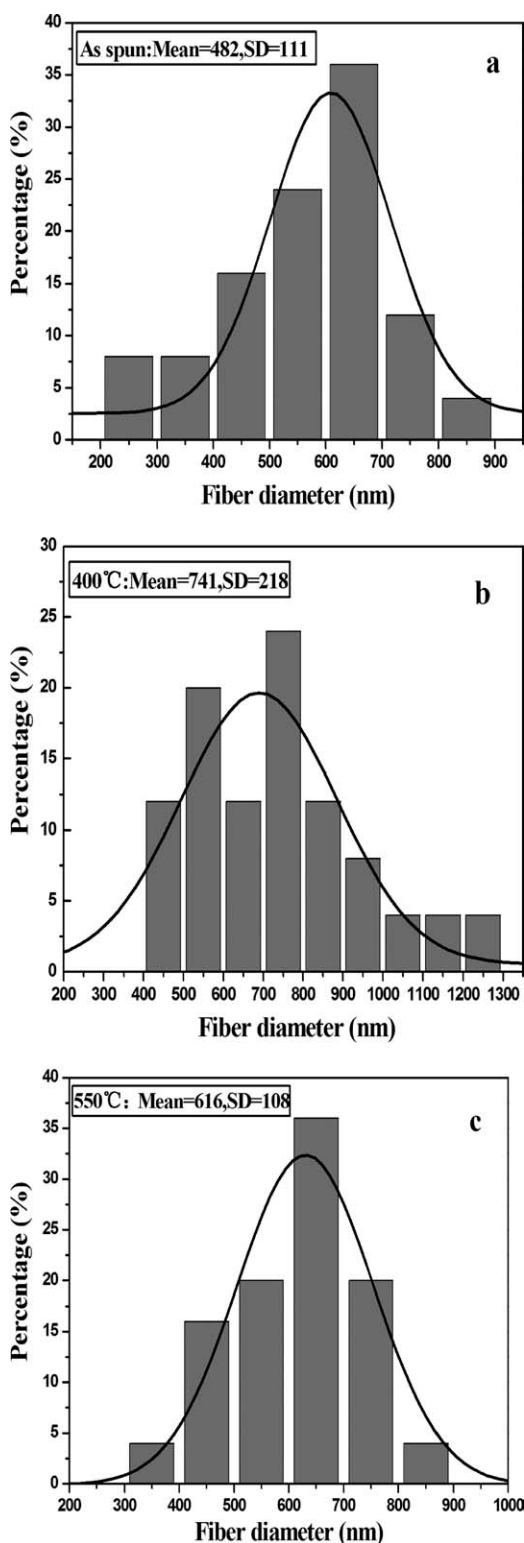 As spun:Mean=482,SD=111
a
40
35
30
25
20
15
10
5
0
Percentage (%)
200 300 400 500 600 700 800 900
Fiber diameter (nm)
400℃:Mean=741,SD=218
b
30
25
20
15
10
5
0
Percentage (%)
200 300 400 500 600 700 800 900 1000 1100 1200 1300
Fiber diameter (nm)
550℃: Mean=616,SD=108
c
40
35
30
25
20
15
10
5
0
Percentage (%)
200 300 400 500 600 700 800 900 1000
Fiber diameter (nm)